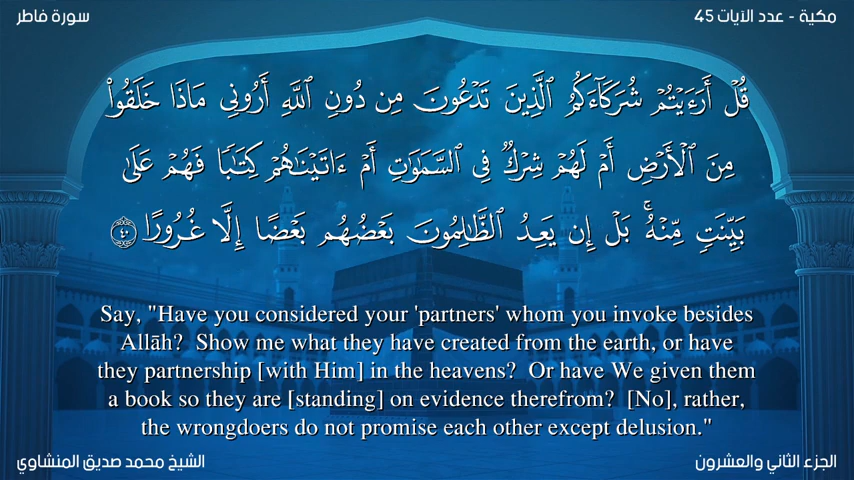 مكية - عدد الآيات 45
سورة فاطر
قُلْ أَرَءَيْتُمْ شُرَكَآءَكُمُ ٱلَّذِينَ تَدْعُونَ مِن دُونِ ٱللَّهِ أَرُونِى مَاذَا خَلَقُوا۟
مِنَ ٱلْأَرْضِ أَمْ لَهُمْ شِرْكٌ فِى ٱلسَّمَٰوَٰتِ أَمْ ءَاتَيْنَٰهُمْ كِتَٰبًا فَهُمْ عَلَىٰ
بَيِّنَتٍ مِّنْهُ ۚ بَلْ إِن يَعِدُ ٱلظَّٰلِمُونَ بَعْضُهُم بَعْضًا إِلَّا غُرُورًا ٤٠
Say, "Have you considered your 'partners' whom you invoke besides
Allāh?  Show me what they have created from the earth, or have
they partnership [with Him] in the heavens?  Or have We given them
a book so they are [standing] on evidence therefrom?  [No], rather,
the wrongdoers do not promise each other except delusion."
الجزء الثاني والعشرون
الشيخ محمد صديق المنشاوي